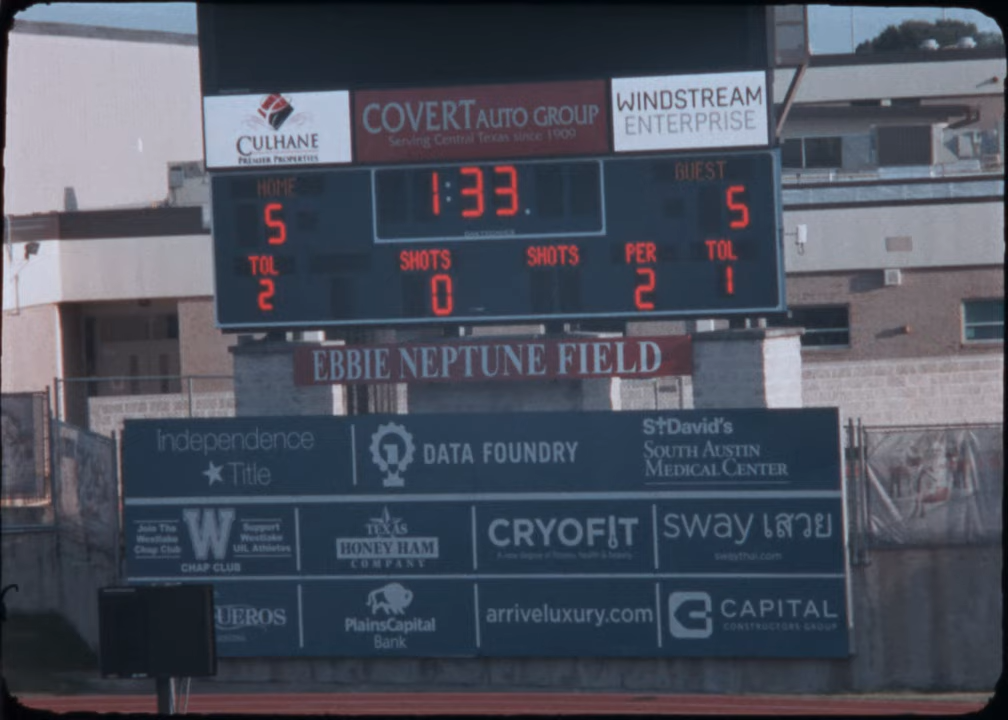 CULHANE
PREMIER PROPERTIES
COVERT AUTO GROUP
Serving Central Texas since 1909
WINDSTREAM
ENTERPRISE
HOME
1:33
GUEST
5
5
TOL
SHOTS
SHOTS
PER
TOL
2
0
2
1
EBBIE NEPTUNE FIELD
Independence
Title
DATA FOUNDRY
St David's
SOUTH AUSTIN
MEDICAL CENTER
Join The
Westlake
Chap Club
W
Support
Westlake
UIL Athletes
CHAP CLUB
TEXAS
HONEY HAM
COMPANY
CRYOFIT
sway เสวย
swaythai.com
PlainsCapital
Bank
arriveluxury.com
CAPITAL
CONSTRUCTORS GROUP